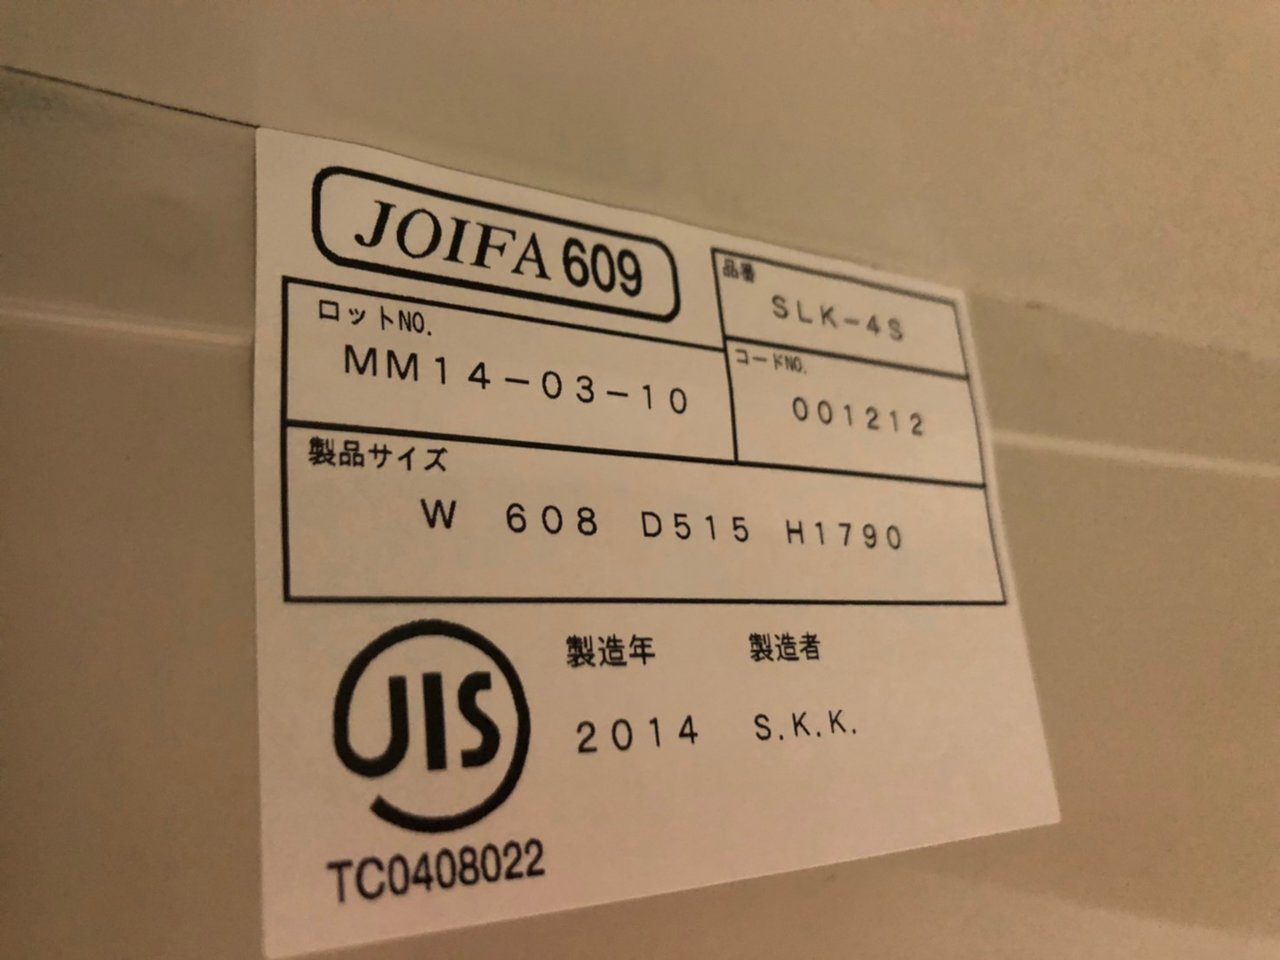 JOIFA 609
品番
SLK-4S
ロットNO.
MM14-03-10
コードNO.
001212
製品サイズ
W 608 D515 H1790
JIS
製造年 製造者
2014 S.K.K.
TC0408022